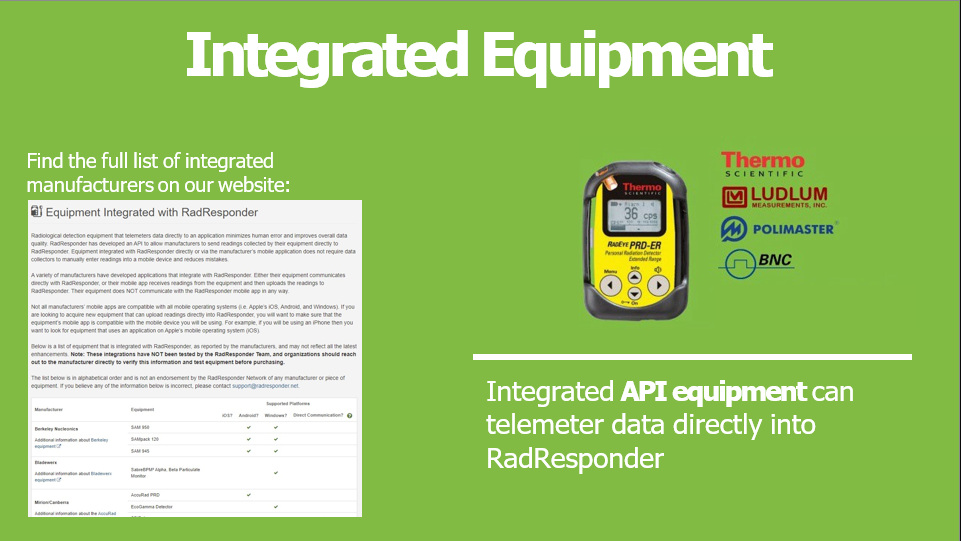 Integrated Equipment
Find the full list of integrated
manufacturers on our website:
Equipment Integrated with RadResponder
Radiological detection equipment that telemeters data directly to an application minimizes human error and improves overall data
quality. RadResponder has developed an API to allow manufacturers to send readings collected by their equipment directly to
RadResponder. Equipment integrated with RadResponder directly or via the manufacturer's mobile application does not require data
collectors to manually enter readings into a mobile device and reduces mistakes.
A variety of manufacturers have developed applications that integrate with RadResponder. Either their equipment communicates
directly with RadResponder, or their mobile app receives readings from the equipment and then uploads the readings to
RadResponder. Their equipment does NOT communicate with the RadResponder mobile app in any way.
Not all manufacturers' mobile apps are compatible with all mobile operating systems (i.e. Apple's iOS, Android, and Windows). If you
are looking to acquire new equipment that can upload readings directly into RadResponder, you will want to make sure that the
equipment's mobile app is compatible with the mobile device you will be using. For example, if you will be using an iPhone then you
want to look for equipment that uses an application on Apple's mobile operating system (iOS).
Below is a list of equipment that is integrated with RadResponder, as reported by the manufacturers, and may not reflect all the latest
enhancements. Note: These integrations have NOT been tested by the RadResponder Team, and organizations should reach
out to the manufacturer directly to verify this information and test equipment before purchasing.
The list below is in alphabetical order and is not an endorsement by the RadResponder Network of any manufacturer or piece of
equipment. If you believe any of the information below is incorrect, please contact support@radresponder.net.
Supported Platforms
Manufacturer Equipment iOS? Android? Windows? Direct Communication? ?
Berkeley Nucleonics
Additional information about Berkeley
equipment
SAM 950 ✓ ✓
SAMpack 120 ✓ ✓
SAM 940 ✓ ✓
Bladewerx
Additional information about Bladewerx
equipment
SabreBPM² Alpha, Beta Particulate
Monitor ✓
Mirion/Canberra
Additional information about the AccuRad
AccuRad PRD ✓
EcoGamma Detector ✓
Thermo
SCIENTIFIC
36 cps
RADEYE PRD-ER
Personal Radiation Detector
Extended Range
Menu
Info
On
Thermo
SCIENTIFIC
LUDLUM
MEASUREMENTS, INC.
POLIMASTER®
BNC
Integrated API equipment can
telemeter data directly into
RadResponder